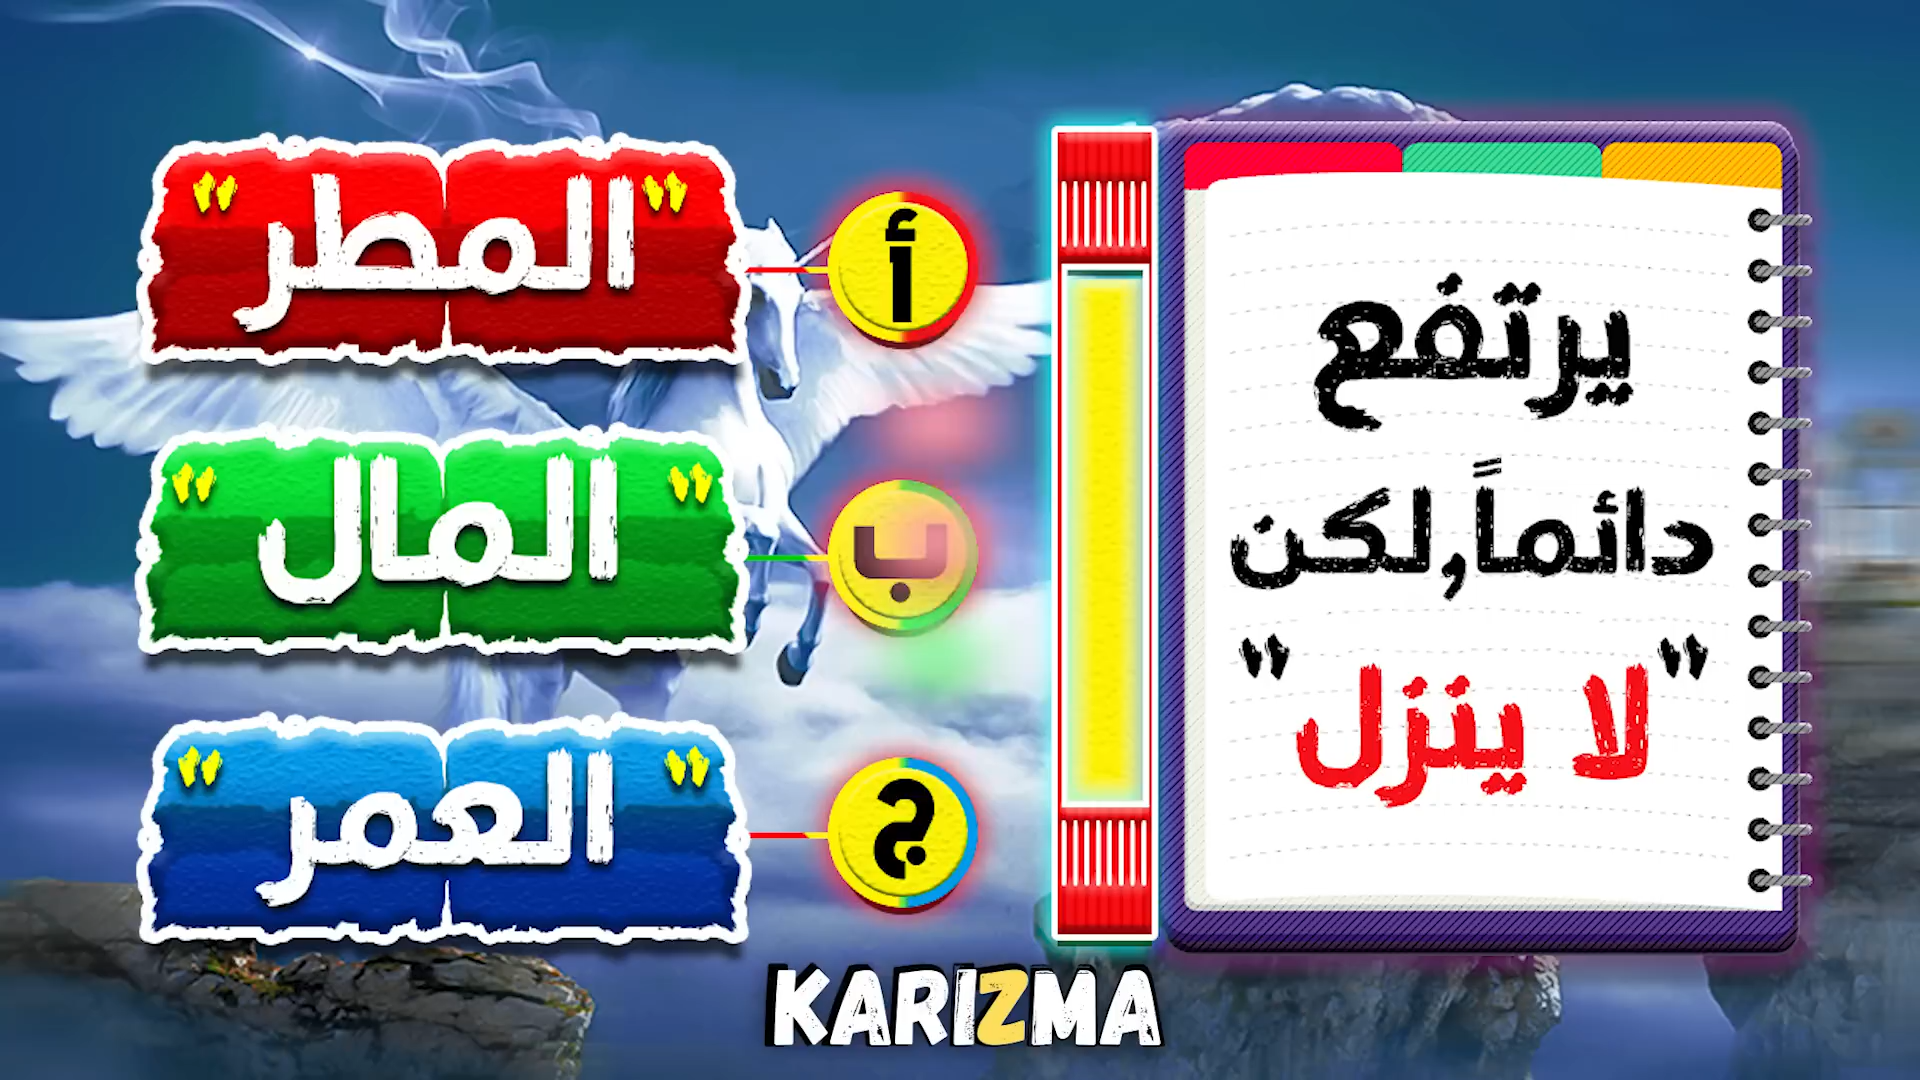 يرتفع
دائماً,لكن
"لا ينزل"
أ
"المطر"
ب
"المال"
ج
"العمر"
KARIZMA